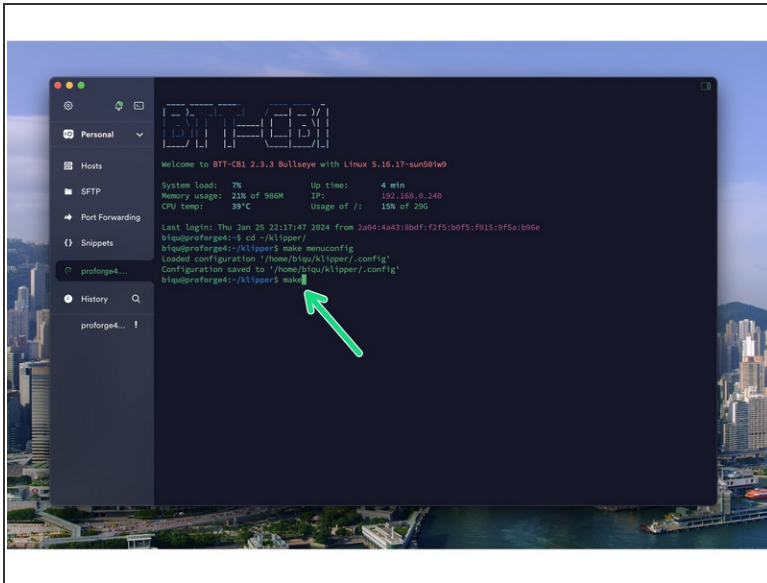 Personal
Hosts
SFTP
Port Forwarding
{} Snippets
proforge4....
History
proforge4... !
BTT-CB1
Welcome to BTT-CB1 2.3.3 Bullseye with Linux 5.16.17-sun50iw9
System load: 7% Up time: 4 min
Memory usage: 21% of 986M IP: 192.168.0.240
CPU temp: 39°C Usage of /: 15% of 29G
Last login: Thu Jan 25 22:17:47 2024 from 2a04:4a43:8bdf:f2f5:b0f5:f015:9f5a:b96e
biqu@proforge4:~$ cd ~/klipper/
biqu@proforge4:~/klipper$ make menuconfig
Loaded configuration '/home/biqu/klipper/.config'
Configuration saved to '/home/biqu/klipper/.config'
biqu@proforge4:~/klipper$ make